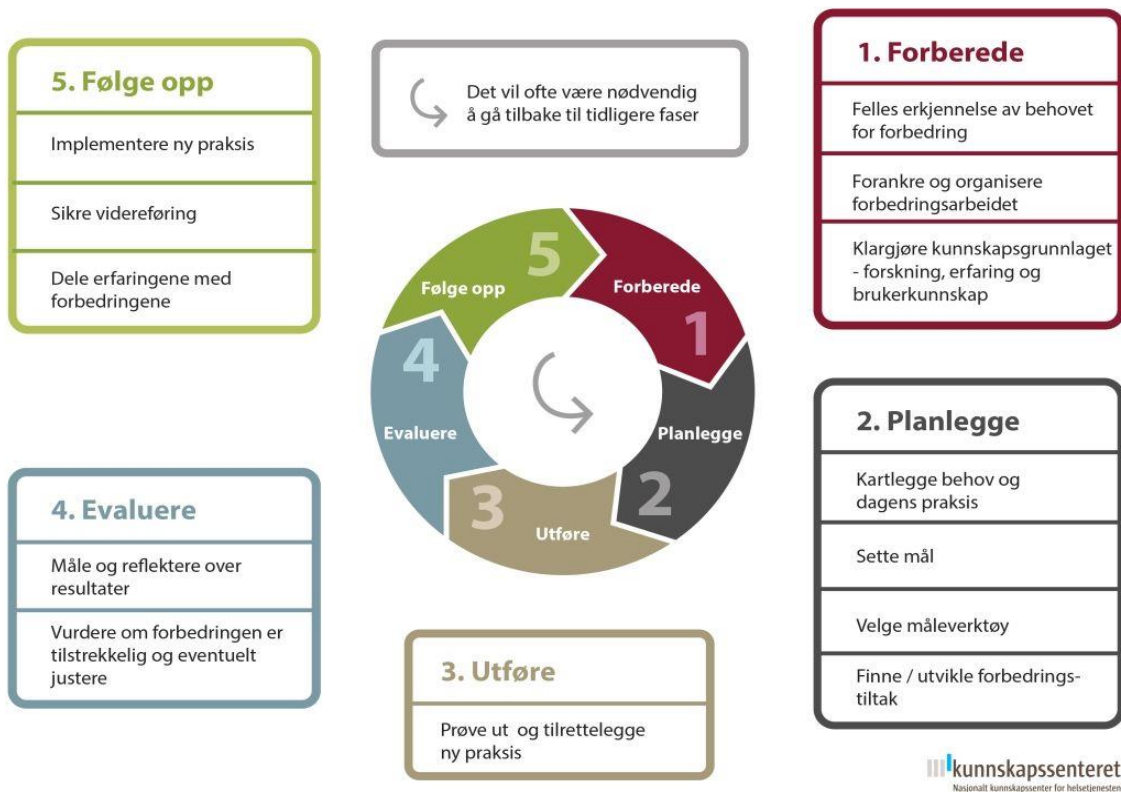 5. Følge opp
Implementere ny praksis
Sikre videreføring
Dele erfaringene med
forbedringene
Det vil ofte være nødvendig
å gå tilbake til tidligere faser
1. Forberede
Felles erkjennelse av behovet
for forbedring
Forankre og organisere
forbedringsarbeidet
Klargjøre kunnskapsgrunnlaget
- forskning, erfaring og
brukerkunnskap
5
Følge opp
Forberede
1
4
Evaluere
Planlegge
2
3
Utføre
2. Planlegge
Kartlegge behov og
dagens praksis
Sette mål
Velge måleverktøy
Finne / utvikle forbedrings-
tiltak
4. Evaluere
Måle og reflektere over
resultater
Vurdere om forbedringen er
tilstrekkelig og eventuelt
justere
3. Utføre
Prøve ut og tilrettelegge
ny praksis
kunnskapssenteret
Nasjonalt kunnskapssenter for helsetjenesten